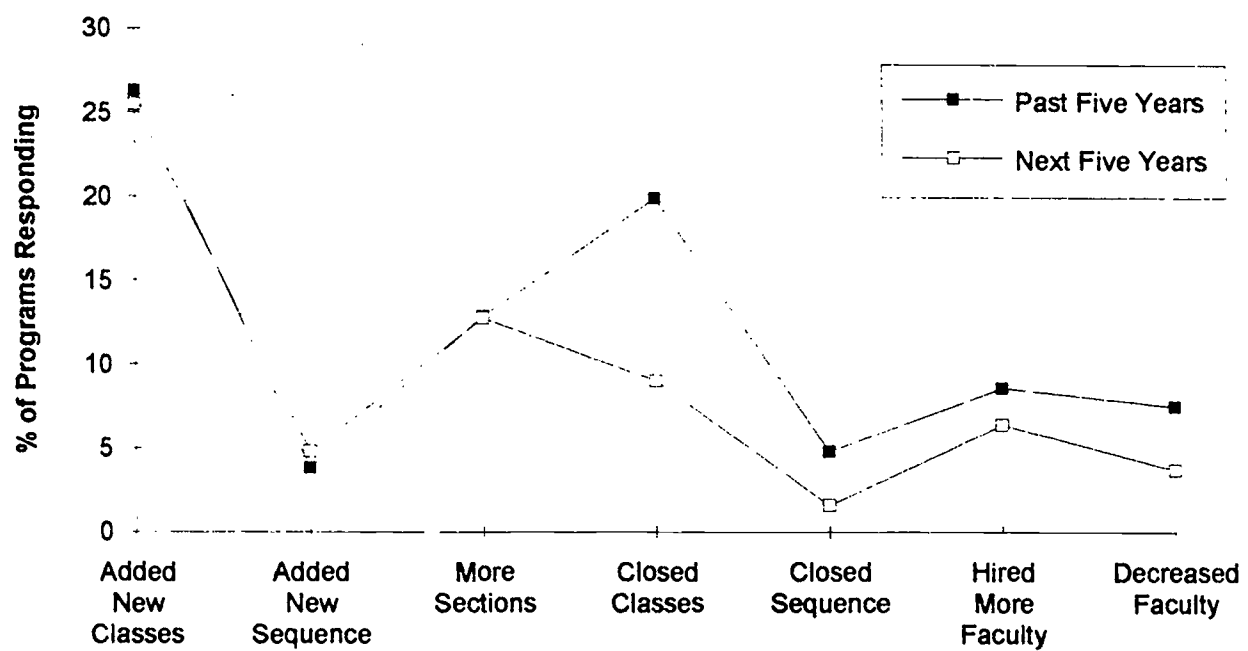 % of Programs Responding
30
25
20
15
10
5
0
Past Five Years
Next Five Years
Added
New
Classes
Added
New
Sequence
More
Sections
Closed
Classes
Closed
Sequence
Hired
More
Faculty
Decreased
Faculty